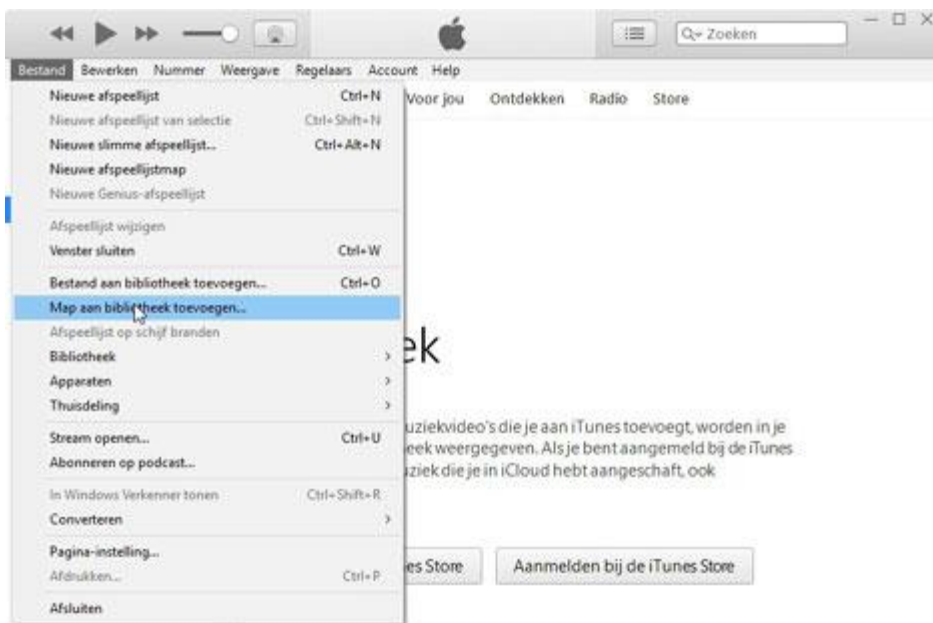 Zoeken
Bestand Bewerken Nummer Weergave Regelaars Account Help
Voor jou Ontdekken Radio Store
Nieuwe afspeellijst Ctrl+N
Nieuwe afspeellijst van selectie Ctrl+Shift+N
Nieuwe slimme afspeellijst... Ctrl+Alt+N
Nieuwe afspeellijstmap
Nieuwe Genius-afspeellijst
Afspeellijst wijzigen
Venster sluiten Ctrl+W
Bestand aan bibliotheek toevoegen... Ctrl+O
Map aan bibliotheek toevoegen...
Afspeellijst op schijf branden
Bibliotheek
Apparaten
Thuisdeling
Stream openen... Ctrl+U
Abonneren op podcast...
In Windows Verkenner tonen Ctrl+Shift+R
Converteren
Pagina-instelling...
Afdrukken... Ctrl+P
Afsluiten
ek
uziekvideo's die je aan iTunes toevoegt, worden in je
eek weergegeven. Als je bent aangemeld bij de iTunes
uziek die je in iCloud hebt aangeschaft, ook
es Store
Aanmelden bij de iTunes Store